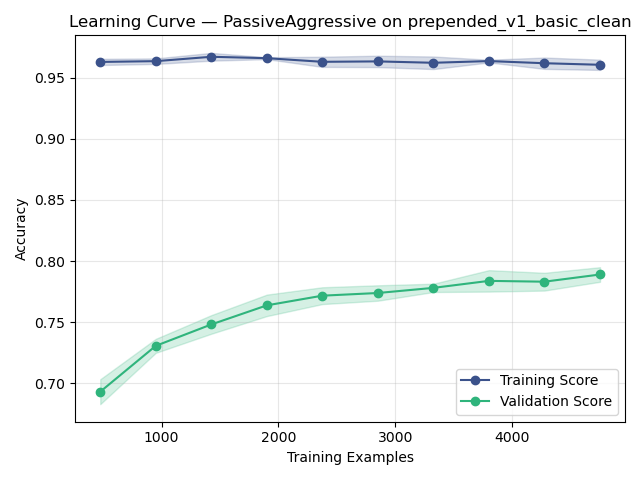 Learning Curve — PassiveAggressive on prepended_v1_basic_clean
Accuracy
0.95
0.90
0.85
0.80
0.75
0.70
1000
2000
3000
4000
Training Examples
Training Score
Validation Score